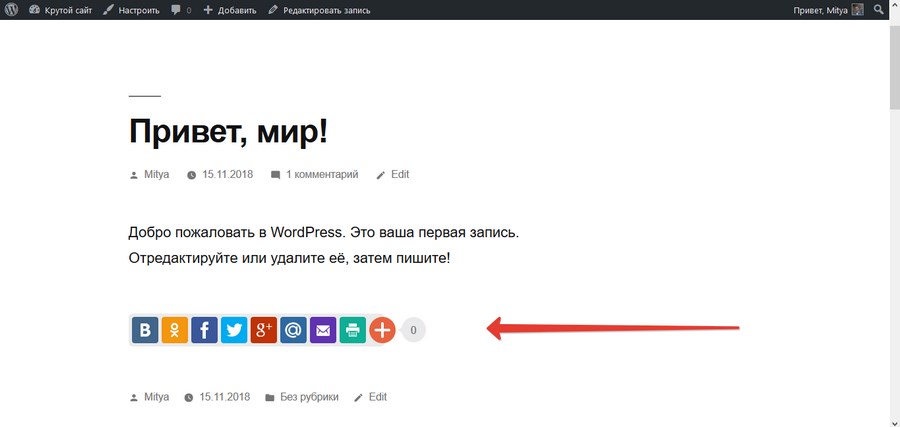 Крутой сайт Настроить 0 Добавить Редактировать запись Привет, Mitya
Привет, мир!
Mitya 15.11.2018 1 комментарий Edit
Добро пожаловать в WordPress. Это ваша первая запись.
Отредактируйте или удалите её, затем пишите!
0
Mitya 15.11.2018 Без рубрики Edit